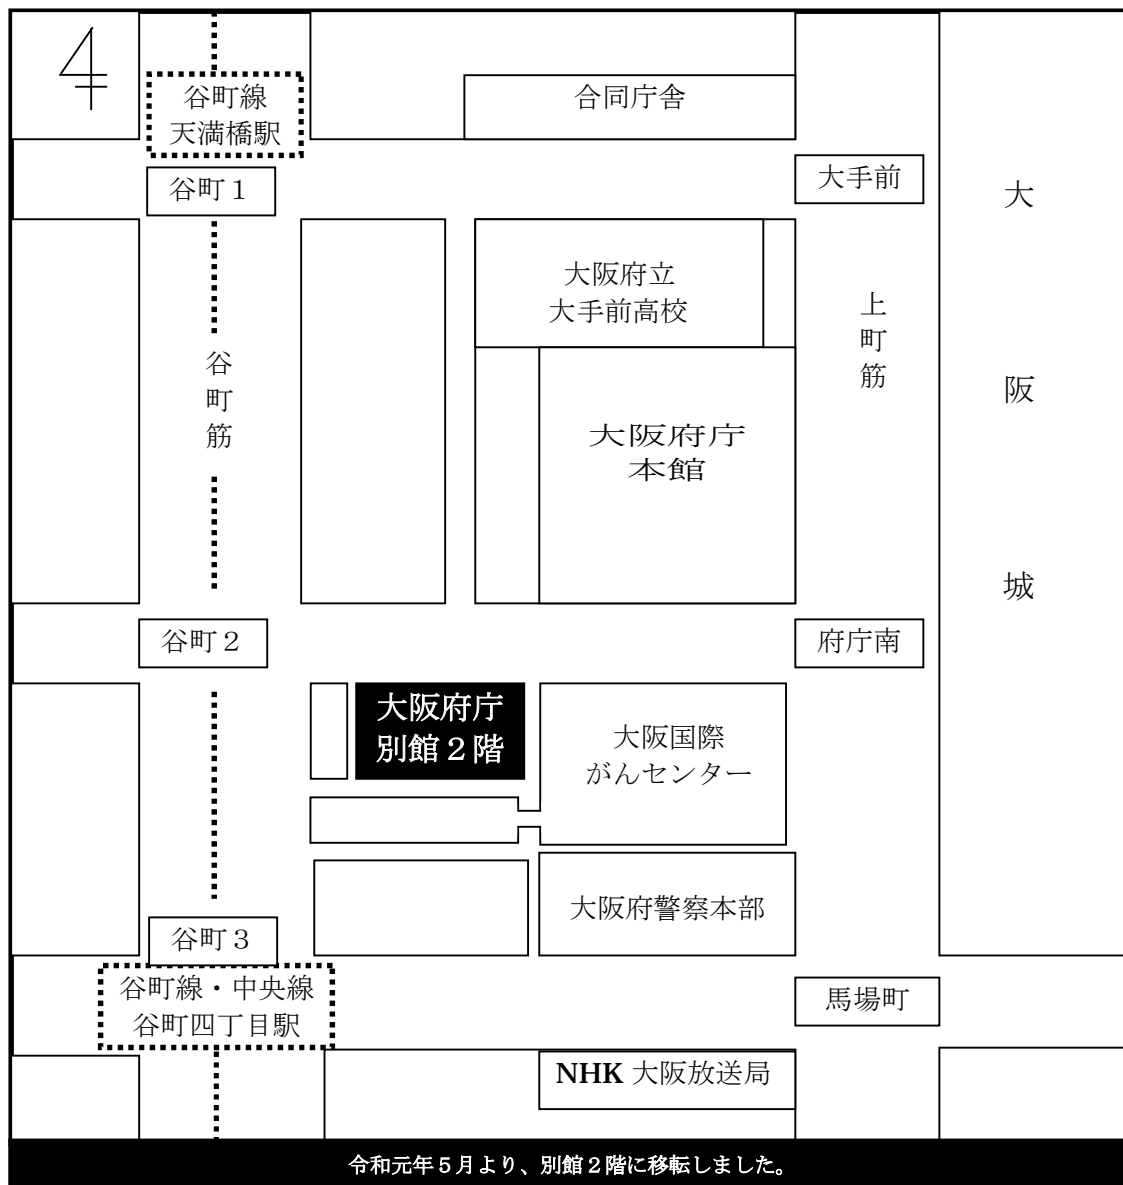 谷町線
天満橋駅
合同庁舎
谷町１
大手前
大阪城
大阪府立
大手前高校
上町筋
谷町筋
大阪府庁
本館
谷町２
府庁南
大阪府庁
別館２階
大阪国際
がんセンター
大阪府警察本部
谷町３
谷町線・中央線
谷町四丁目駅
馬場町
NHK 大阪放送局
令和元年５月より、別館２階に移転しました。